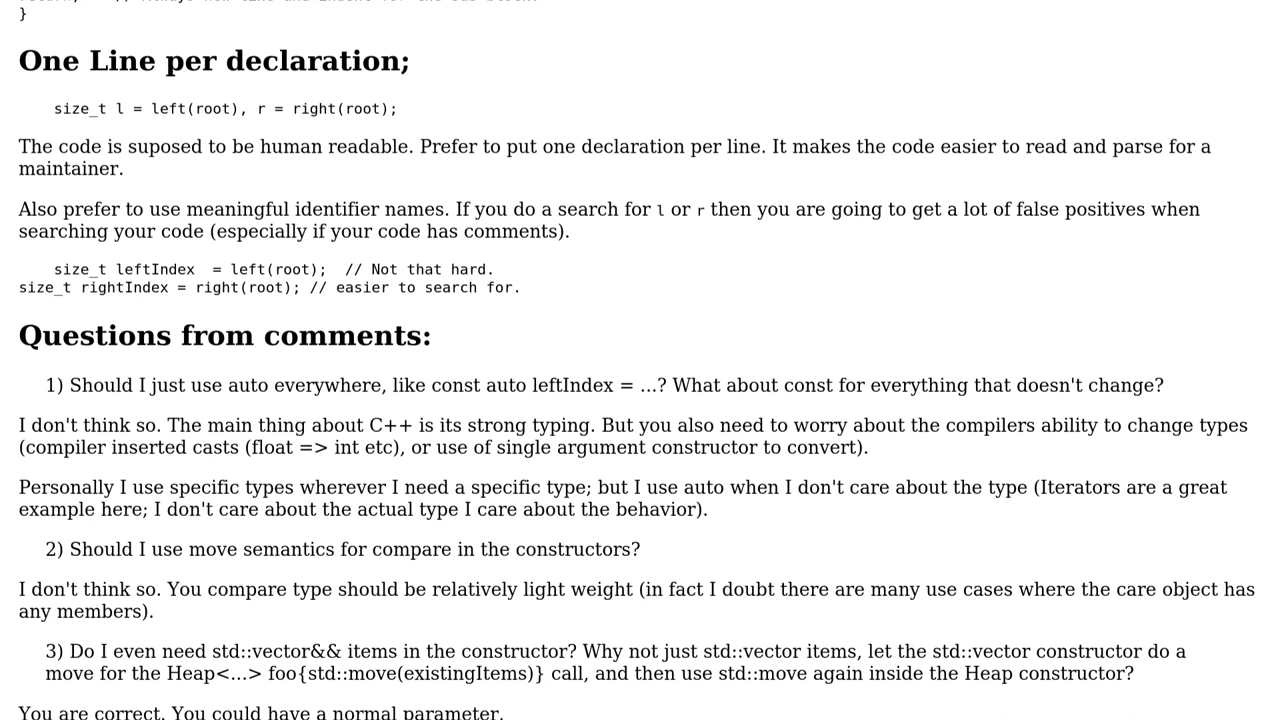 }
One Line per declaration;
size_t l = left(root), r = right(root);
The code is suposed to be human readable. Prefer to put one declaration per line. It makes the code easier to read and parse for a
maintainer.
Also prefer to use meaningful identifier names. If you do a search for l or r then you are going to get a lot of false positives when
searching your code (especially if your code has comments).
size_t leftIndex  = left(root);  // Not that hard.
size_t rightIndex = right(root); // easier to search for.
Questions from comments:
1) Should I just use auto everywhere, like const auto leftIndex = ...? What about const for everything that doesn't change?
I don't think so. The main thing about C++ is its strong typing. But you also need to worry about the compilers ability to change types
(compiler inserted casts (float => int etc), or use of single argument constructor to convert).
Personally I use specific types wherever I need a specific type; but I use auto when I don't care about the type (Iterators are a great
example here; I don't care about the actual type I care about the behavior).
2) Should I use move semantics for compare in the constructors?
I don't think so. You compare type should be relatively light weight (in fact I doubt there are many use cases where the care object has
any members).
3) Do I even need std::vector&& items in the constructor? Why not just std::vector items, let the std::vector constructor do a
move for the Heap<...> foo{std::move(existingItems)} call, and then use std::move again inside the Heap constructor?
You are correct. You could have a normal parameter.